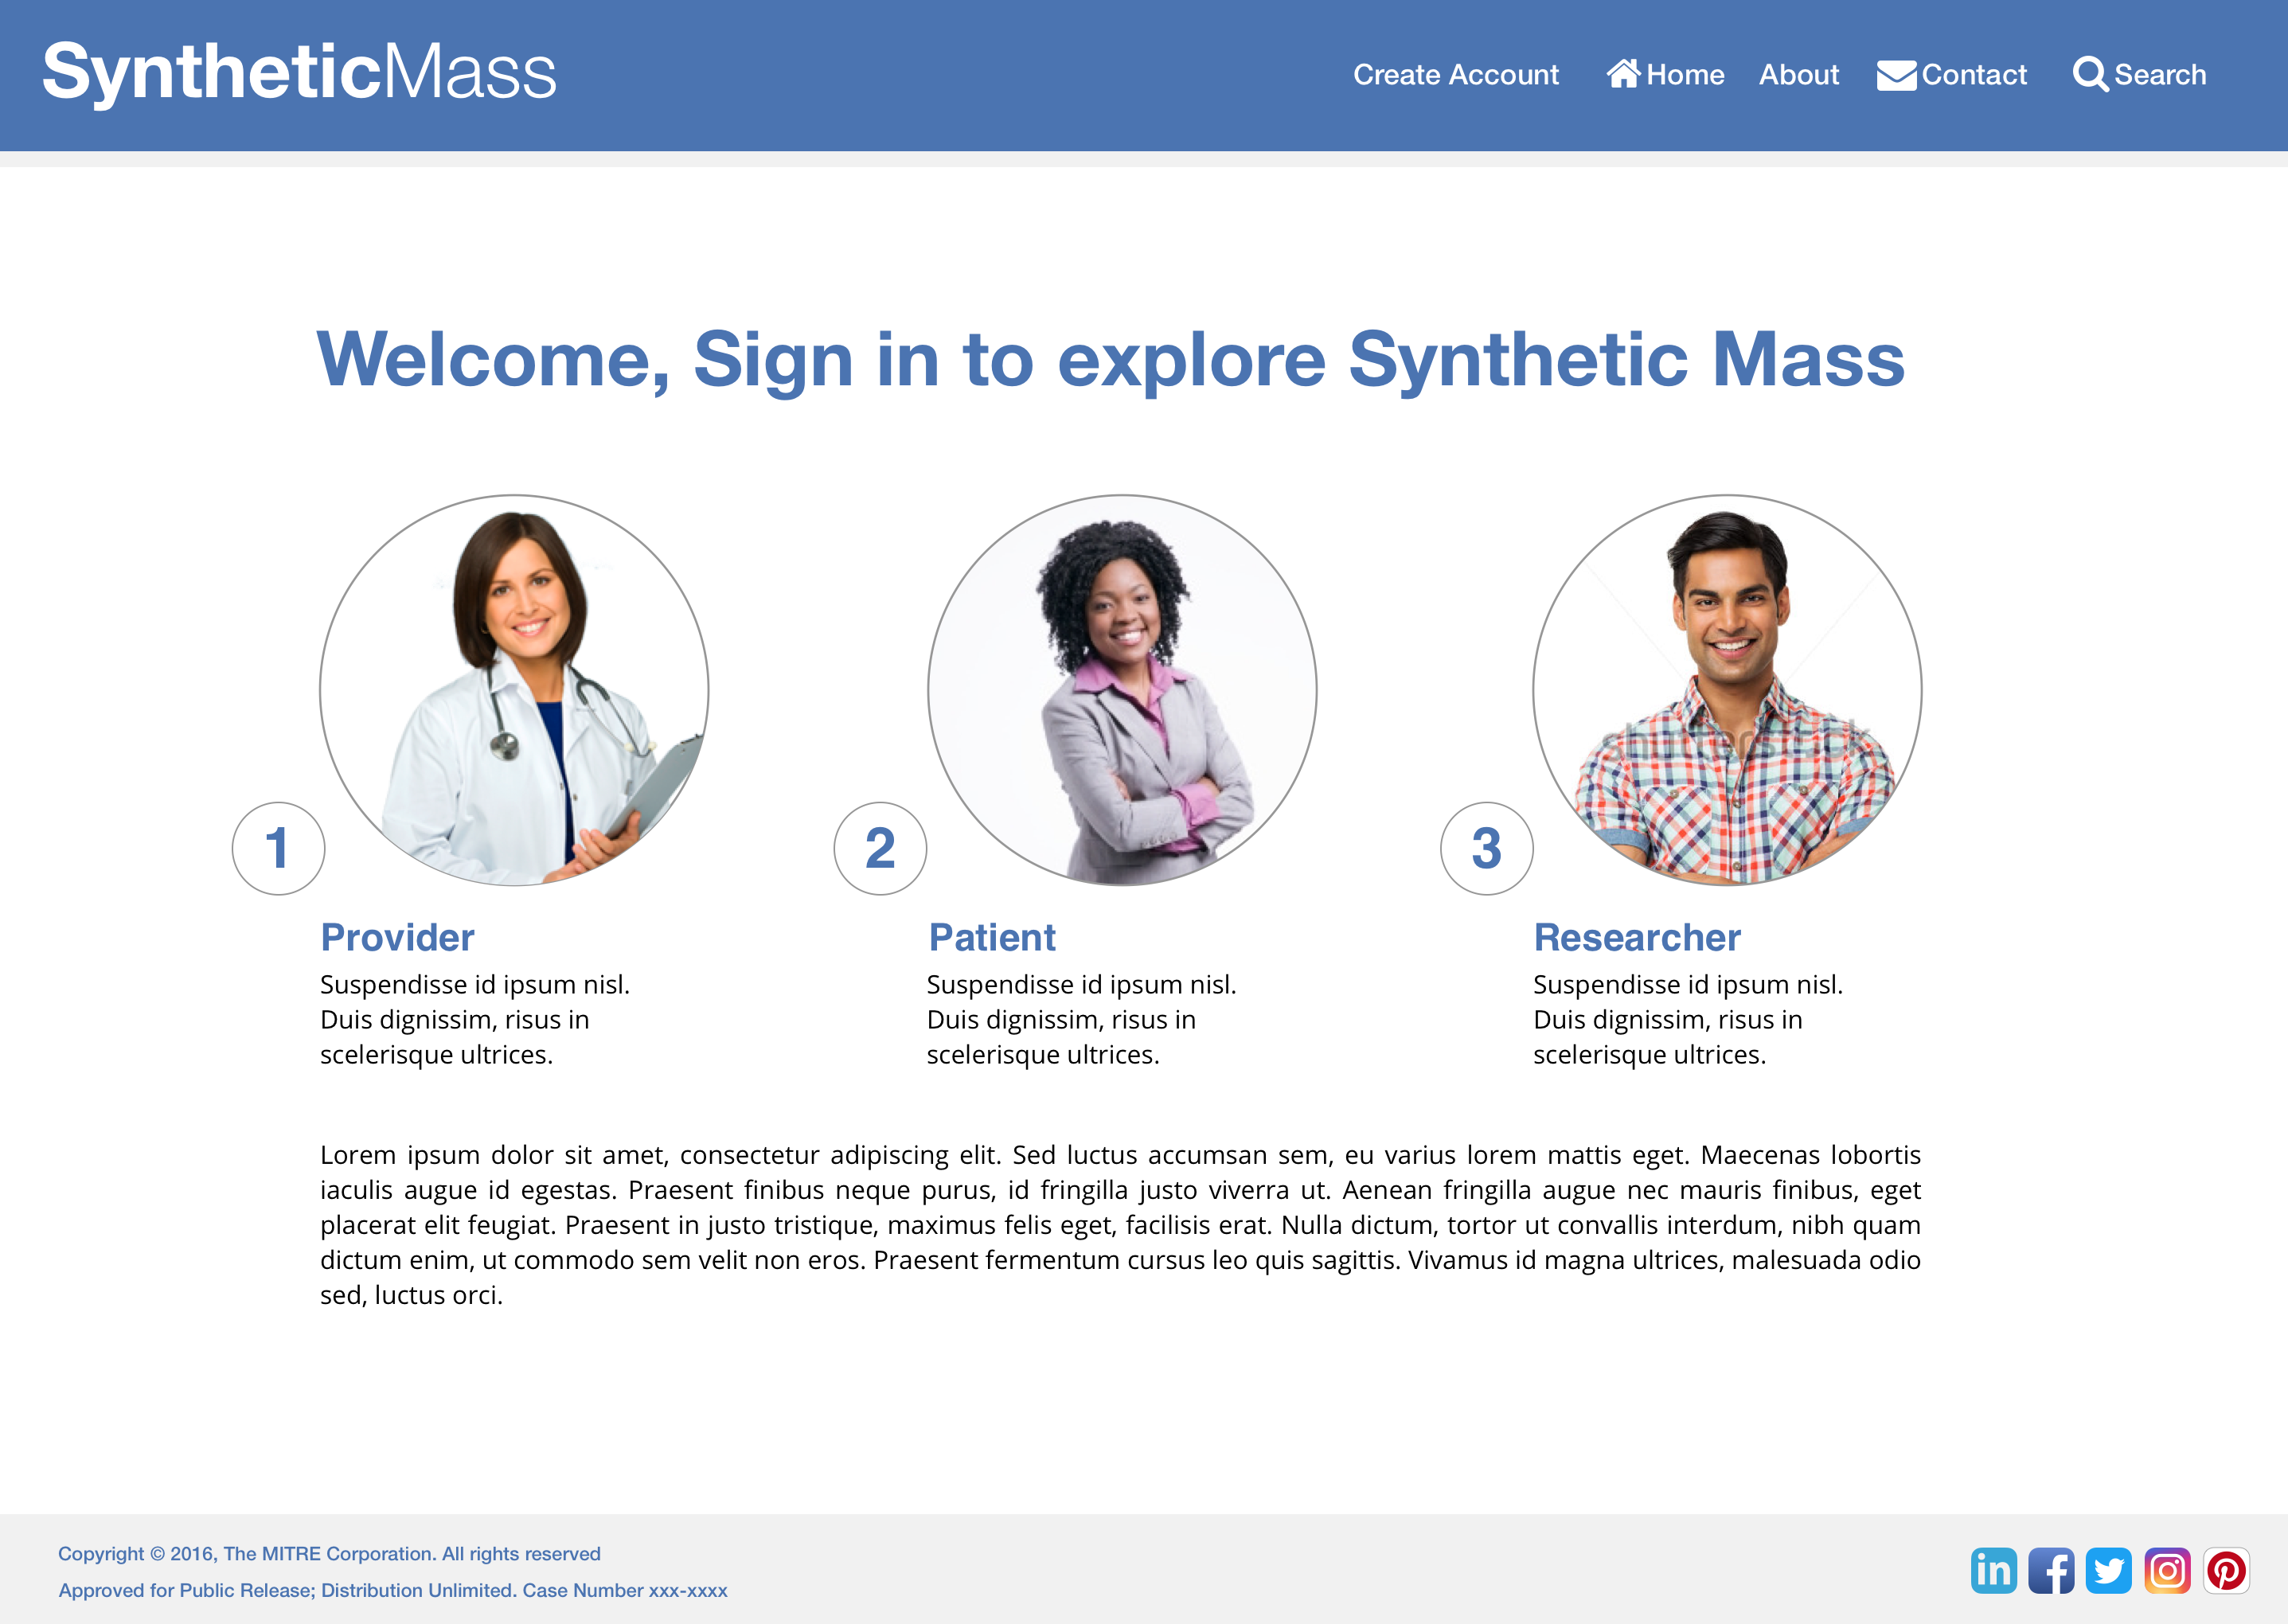 SyntheticMass
Create Account Home About Contact Search
Welcome, Sign in to explore Synthetic Mass
1
Provider
Suspendisse id ipsum nisl.
Duis dignissim, risus in
scelerisque ultrices.
2
Patient
Suspendisse id ipsum nisl.
Duis dignissim, risus in
scelerisque ultrices.
3
shutterstock
Researcher
Suspendisse id ipsum nisl.
Duis dignissim, risus in
scelerisque ultrices.
Lorem ipsum dolor sit amet, consectetur adipiscing elit. Sed luctus accumsan sem, eu varius lorem mattis eget. Maecenas lobortis
iaculis augue id egestas. Praesent finibus neque purus, id fringilla justo viverra ut. Aenean fringilla augue nec mauris finibus, eget
placerat elit feugiat. Praesent in justo tristique, maximus felis eget, facilisis erat. Nulla dictum, tortor ut convallis interdum, nibh quam
dictum enim, ut commodo sem velit non eros. Praesent fermentum cursus leo quis sagittis. Vivamus id magna ultrices, malesuada odio
sed, luctus orci.
Copyright © 2016, The MITRE Corporation. All rights reserved
Approved for Public Release; Distribution Unlimited. Case Number xxx-xxxx
in f